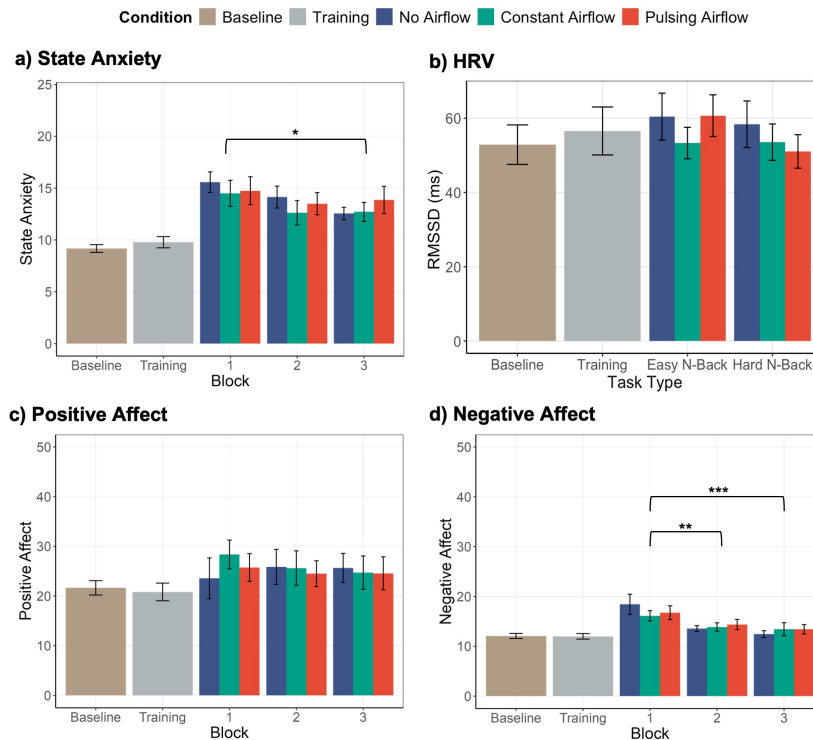 Condition Baseline Training No Airflow Constant Airflow Pulsing Airflow
a) State Anxiety
25
20
15
10
5
0
State Anxiety
*
Baseline Training 1 2 3
Block
b) HRV
60
40
20
0
RMSSD (ms)
Baseline Training Easy N-Back Hard N-Back
Task Type
c) Positive Affect
50
40
30
20
10
0
Positive Affect
Baseline Training 1 2 3
Block
d) Negative Affect
50
40
30
20
10
0
Negative Affect
***
**
Baseline Training 1 2 3
Block